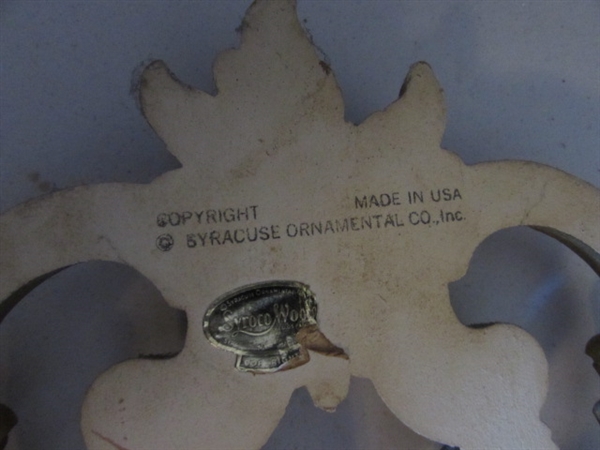 COPYRIGHT MADE IN USA
© SYRACUSE ORNAMENTAL CO., Inc.
Syroco Wood